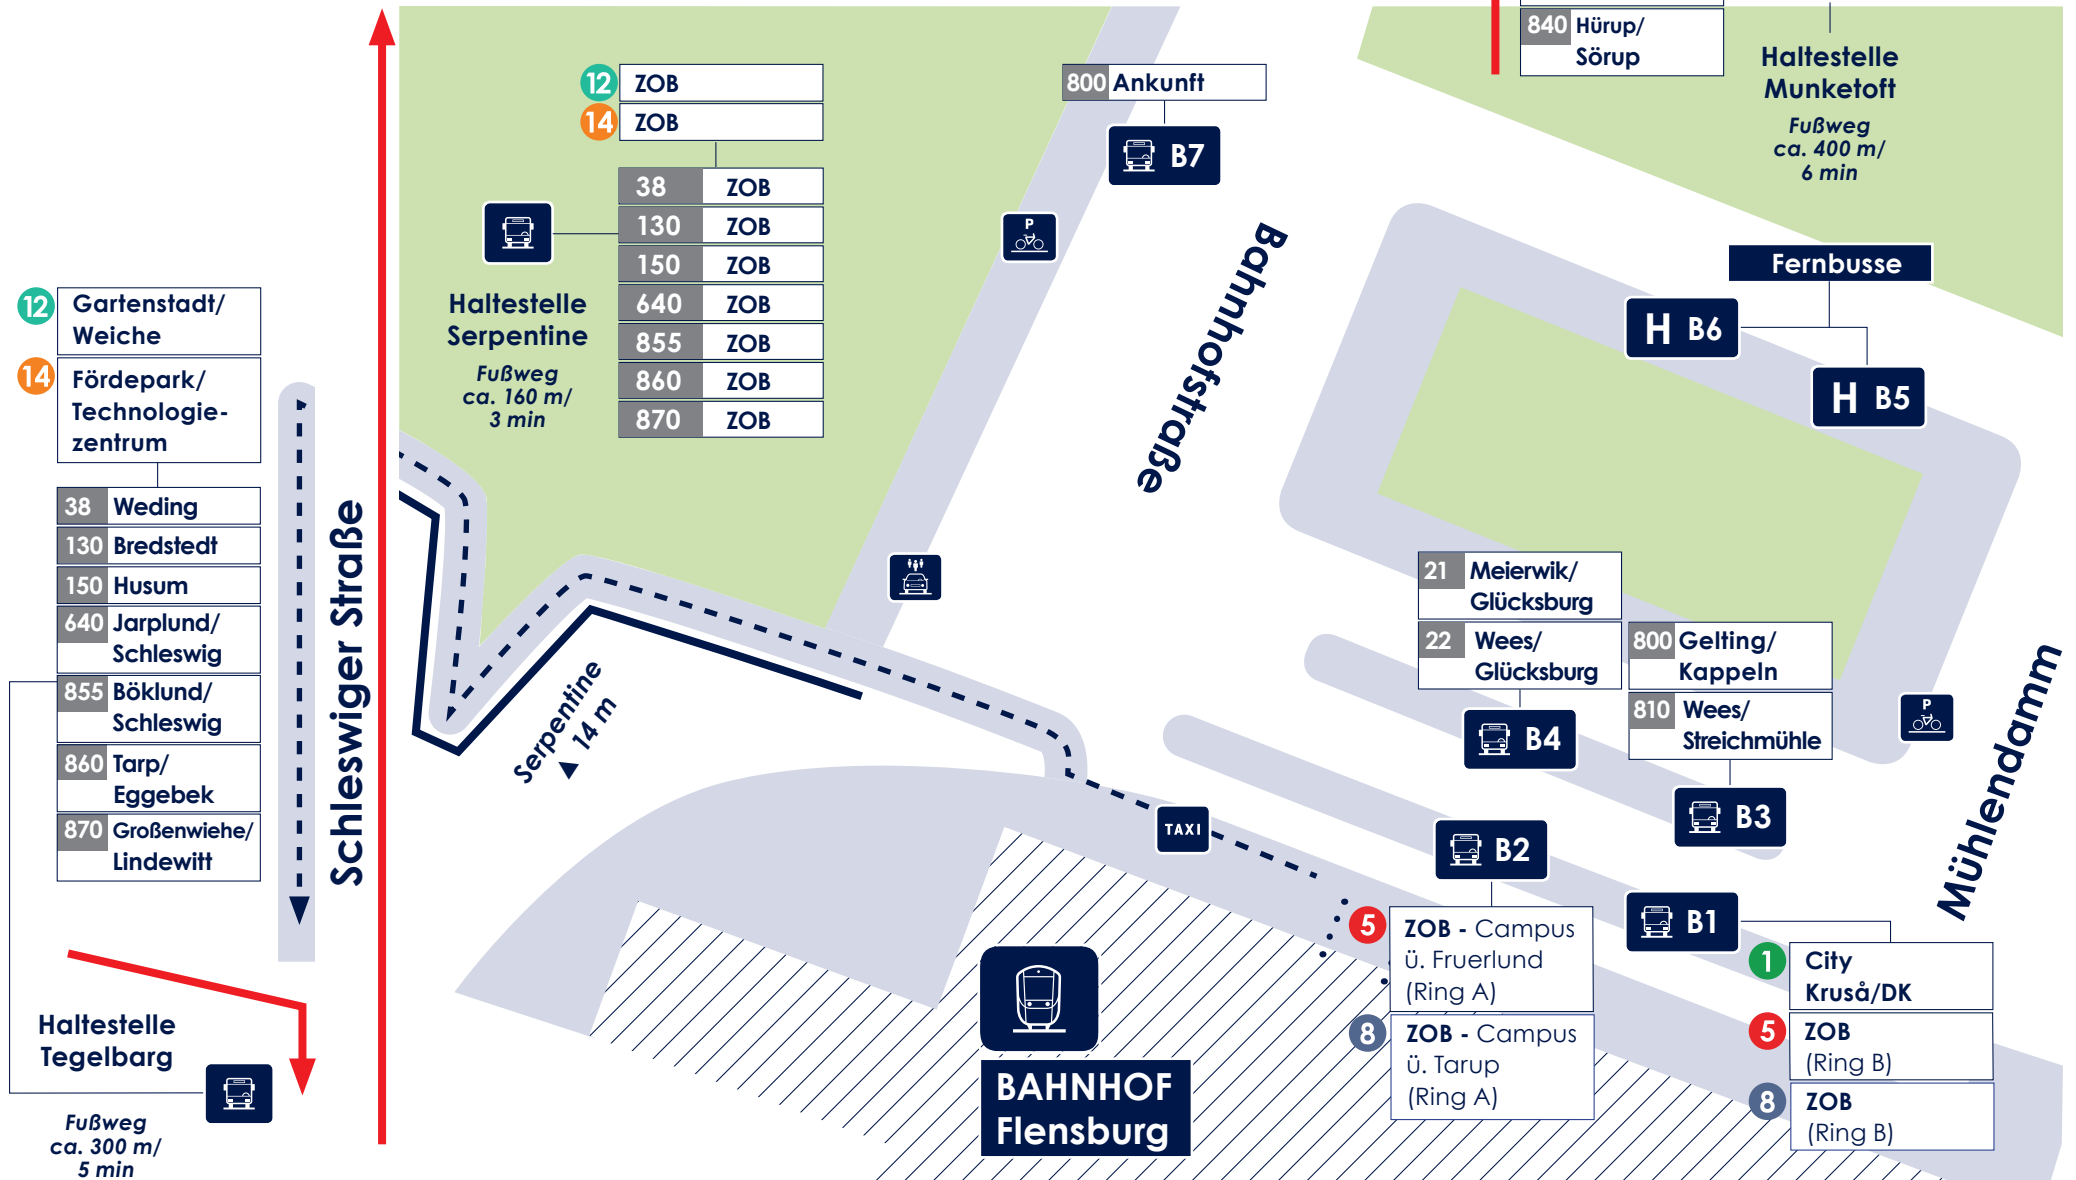 840 Hürup/
Sörup
Haltestelle
Munketoft
Fußweg
ca. 400 m/
6 min
12 ZOB
14 ZOB
38 ZOB
130 ZOB
150 ZOB
640 ZOB
855 ZOB
860 ZOB
870 ZOB
Haltestelle
Serpentine
Fußweg
ca. 160 m/
3 min
800 Ankunft
B7
P
Bahnhofstraße
Fernbusse
H B6
H B5
12 Gartenstadt/
Weiche
14 Fördepark/
Technologie-
zentrum
38 Weding
130 Bredstedt
150 Husum
640 Jarplund/
Schleswig
855 Böklund/
Schleswig
860 Tarp/
Eggebek
870 Großenwiehe/
Lindewitt
Schleswiger Straße
Haltestelle
Tegelbarg
Fußweg
ca. 300 m/
5 min
Serpentine
▲ 14 m
21 Meierwik/
Glücksburg
22 Wees/
Glücksburg
B4
800 Gelting/
Kappeln
810 Wees/
Streichmühle
B3
P
Mühlendamm
TAXI
B2
5 ZOB - Campus
ü. Fruerlund
(Ring A)
8 ZOB - Campus
ü. Tarup
(Ring A)
B1
1 City
Kruså/DK
5 ZOB
(Ring B)
8 ZOB
(Ring B)
BAHNHOF
Flensburg